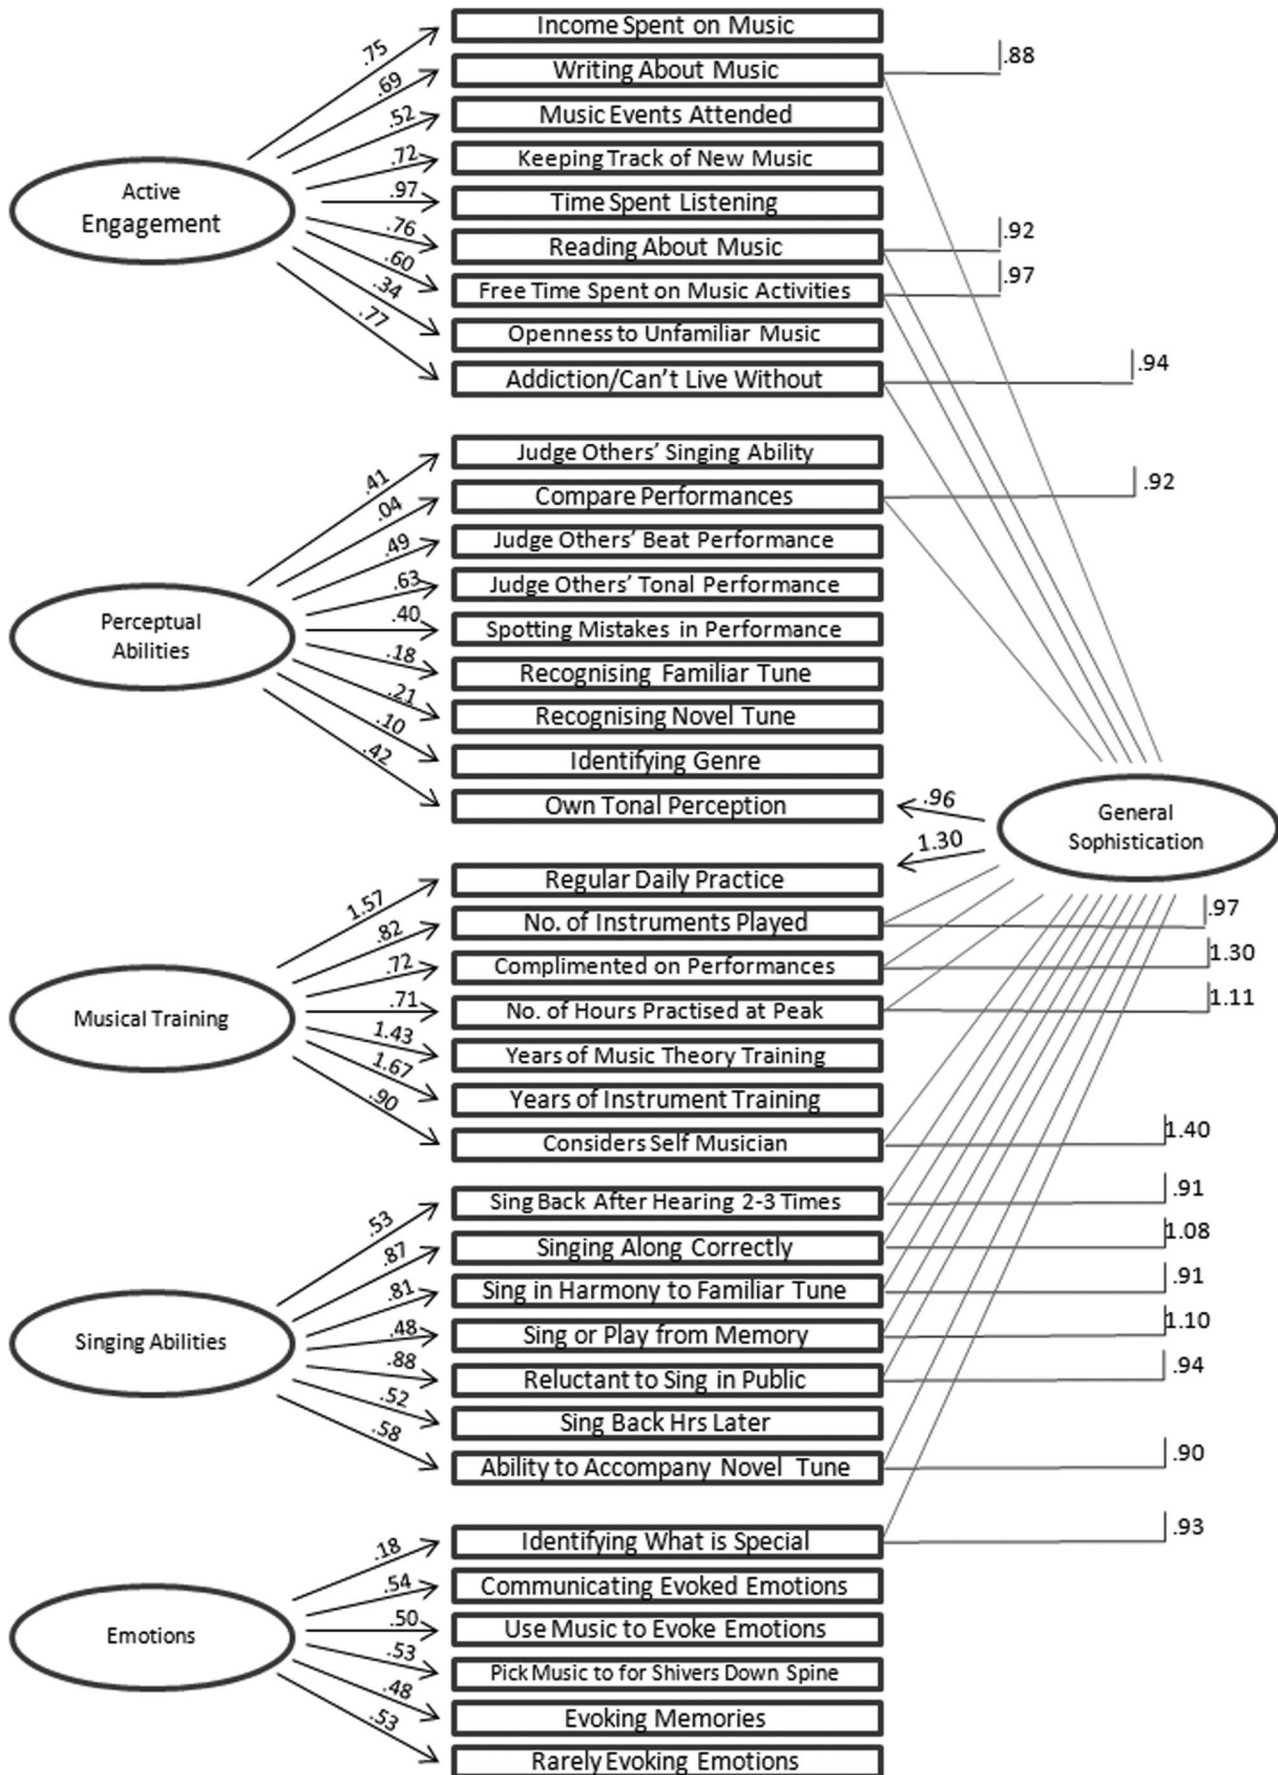 Active
Engagement
.75
.69
.52
.72
.97
.76
.60
.34
.77
Income Spent on Music
Writing About Music
Music Events Attended
Keeping Track of New Music
Time Spent Listening
Reading About Music
Free Time Spent on Music Activities
Openness to Unfamiliar Music
Addiction/Can't Live Without
.88
.92
.97
.94
Perceptual
Abilities
.41
.04
.49
.63
.40
.18
.21
.10
.42
Judge Others' Singing Ability
Compare Performances
Judge Others' Beat Performance
Judge Others' Tonal Performance
Spotting Mistakes in Performance
Recognising Familiar Tune
Recognising Novel Tune
Identifying Genre
Own Tonal Perception
.92
.96
1.30
General
Sophistication
Musical Training
1.57
.82
.72
.71
1.43
1.67
.90
Regular Daily Practice
No. of Instruments Played
Complimented on Performances
No. of Hours Practised at Peak
Years of Music Theory Training
Years of Instrument Training
Considers Self Musician
.97
1.30
1.11
1.40
Singing Abilities
.53
.87
.81
.48
.88
.52
.58
Sing Back After Hearing 2-3 Times
Singing Along Correctly
Sing in Harmony to Familiar Tune
Sing or Play from Memory
Reluctant to Sing in Public
Sing Back Hrs Later
Ability to Accompany Novel Tune
.91
1.08
.91
1.10
.94
.90
Emotions
.18
.54
.50
.53
.48
.53
Identifying What is Special
Communicating Evoked Emotions
Use Music to Evoke Emotions
Pick Music to for Shivers Down Spine
Evoking Memories
Rarely Evoking Emotions
.93